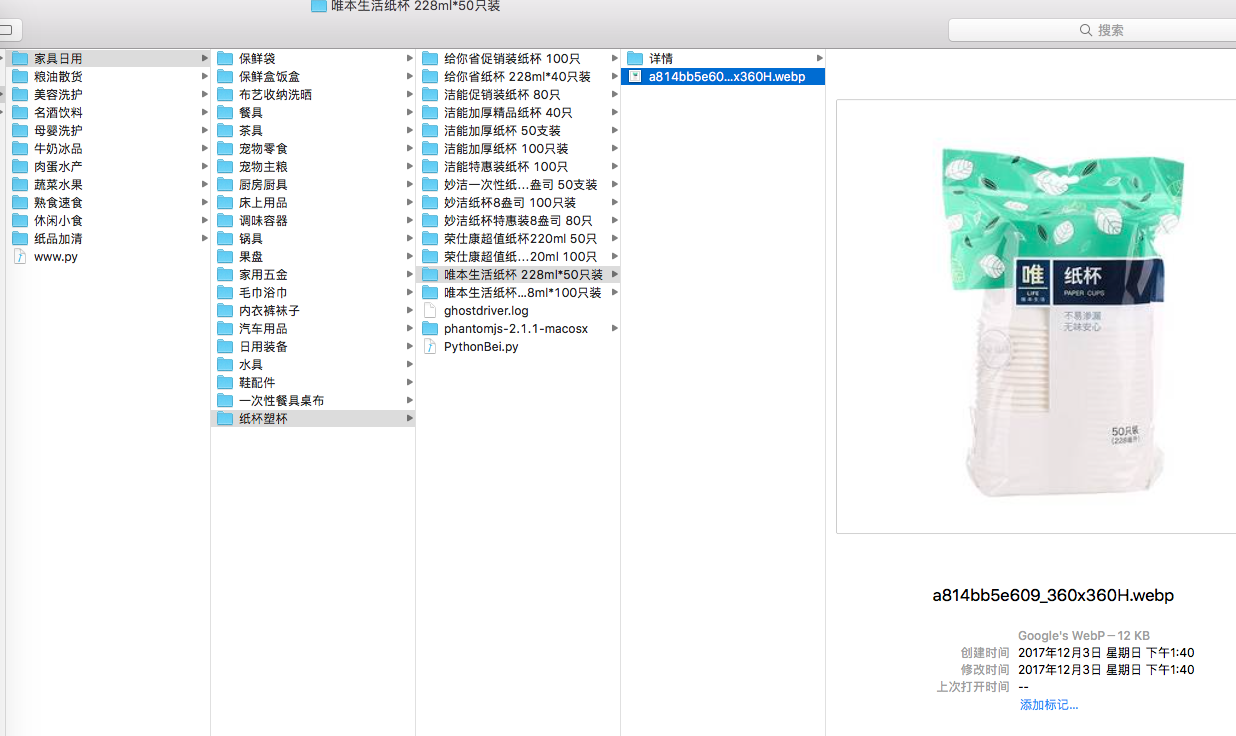 唯本生活纸杯 228ml*50只装
搜索
家具日用
粮油散货
美容洗护
名酒饮料
母婴洗护
牛奶冰品
肉蛋水产
蔬菜水果
熟食速食
休闲小食
纸品加清
www.py
保鲜袋
保鲜盒饭盒
布艺收纳洗晒
餐具
茶具
宠物零食
宠物主粮
厨房厨具
床上用品
调味容器
锅具
果盘
家用五金
毛巾浴巾
内衣裤袜子
汽车用品
日用装备
水具
鞋配件
一次性餐具桌布
纸杯塑杯
给你省促销装纸杯 100只
给你省纸杯 228ml*40只装
洁能促销装纸杯 80只
洁能加厚精品纸杯 40只
洁能加厚纸杯 50支装
洁能加厚纸杯 100只装
洁能特惠装纸杯 100只
妙洁一次性纸…盎司 50支装
妙洁纸杯8盎司 100只装
妙洁纸杯特惠装8盎司 80只
荣仕康超值纸杯220ml 50只
荣仕康超值纸…20ml 100只
唯本生活纸杯 228ml*50只装
唯本生活纸杯…8ml*100只装
ghostdriver.log
phantomjs-2.1.1-macosx
PythonBei.py
详情
a814bb5e60…x360H.webp
唯
LIFE
唯本生活
纸杯
PAPER CUPS
不易渗漏
无味安心
50只装
(228毫升)
a814bb5e609_360x360H.webp
Google's WebP – 12 KB
创建时间 2017年12月3日 星期日 下午1:40
修改时间 2017年12月3日 星期日 下午1:40
上次打开时间 --
添加标记…